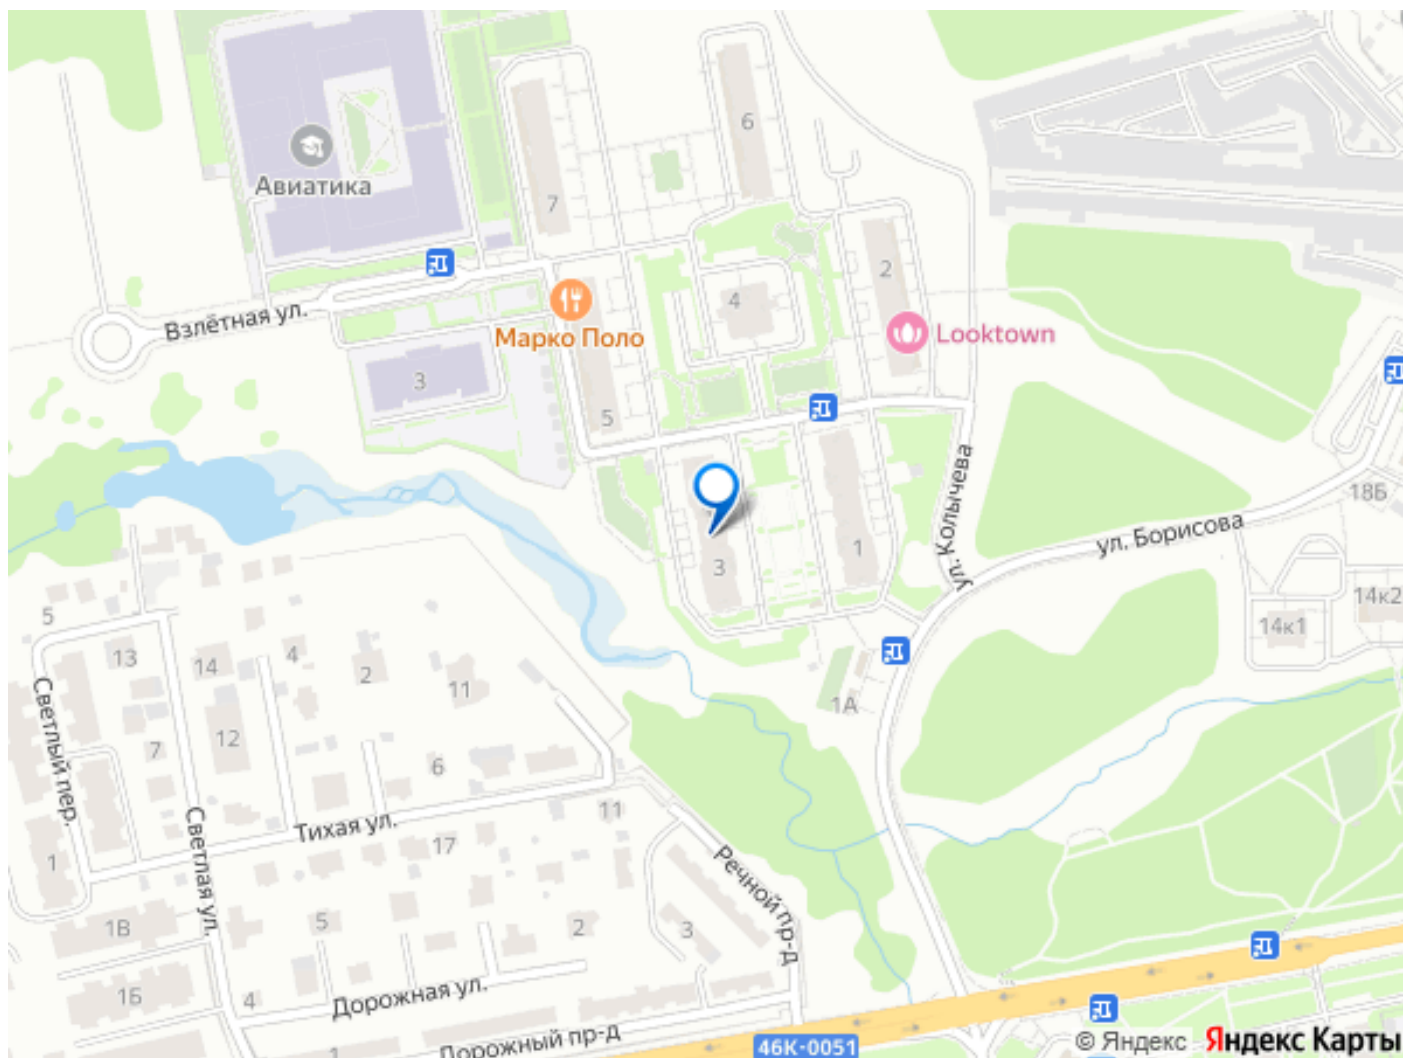 6
Авиатика
7
2
4
Взлётная ул.
Марко Поло
Looktown
3
5
ул. Колычева
18Б
ул. Борисова
1
3
14к2
14к1
5
13
14
4
2
11
1А
Светлый пер.
12
7
6
11
Тихая ул.
17
1
Светлая ул.
Речной пр-д
1В
5
2
3
1Б
4
Дорожная ул.
1
Дорожный пр-д
46К-0051
© Яндекс Яндекс Карты